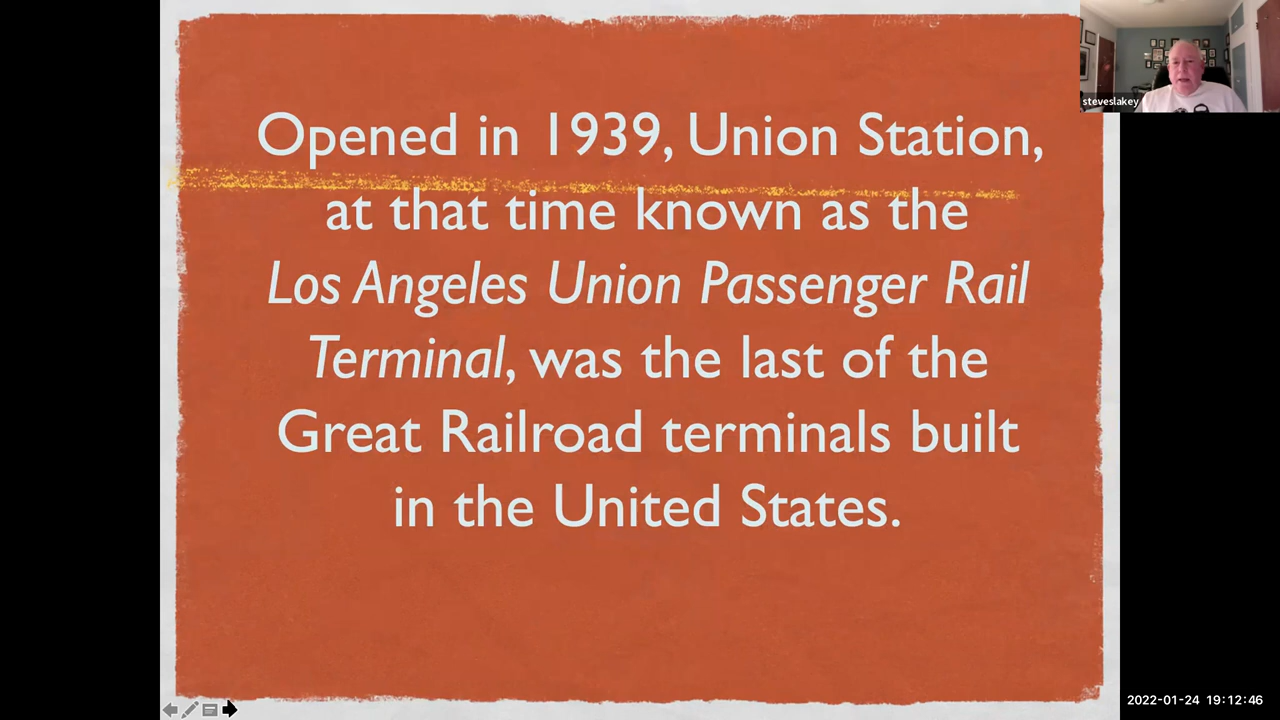 Opened in 1939, Union Station,
at that time known as the
Los Angeles Union Passenger Rail
Terminal, was the last of the
Great Railroad terminals built
in the United States.
steveslakey
2022-01-24 19:12:46